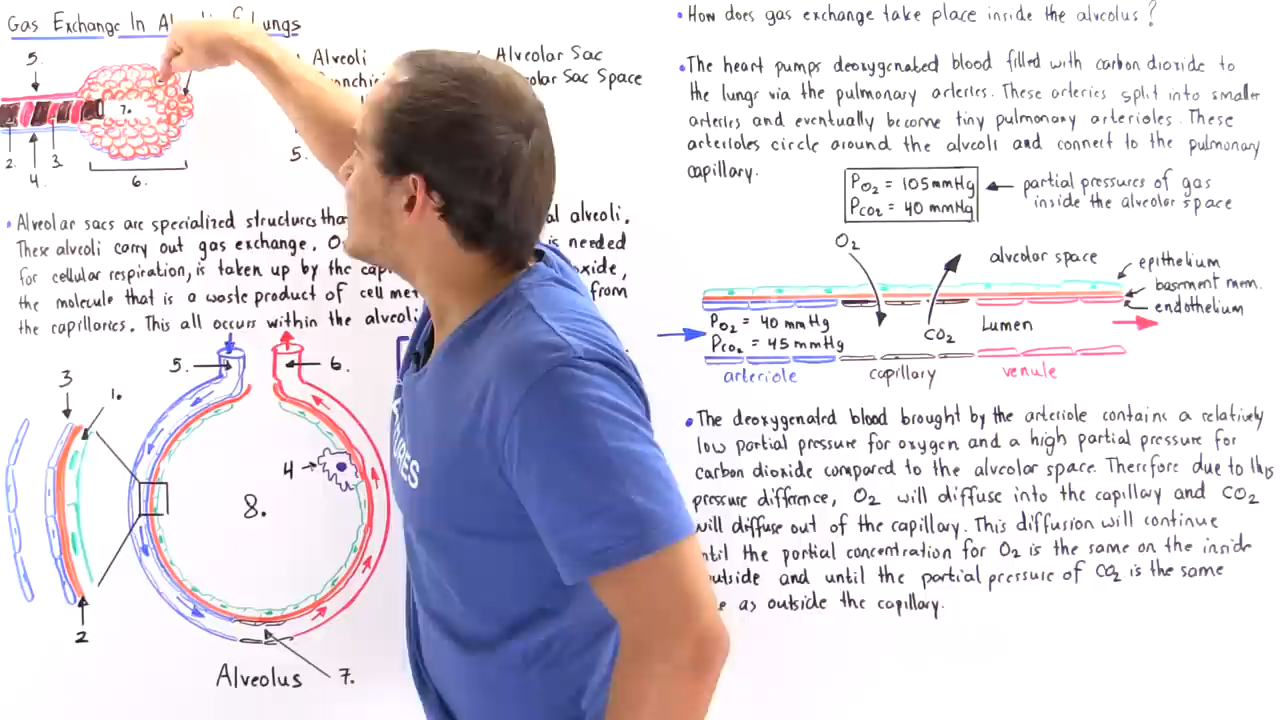 Gas Exchange In Al Lungs
5.
7.
2.
4.
3.
6.
Alveoli
Alveolar Sac
Sac Space
5.
• Alveolar sacs are specialized structures tha al alveoli.
These alveoli carry out gas exchange. O is needed
for cellular respiration, is taken up by the cap oxide,
the molecule that is a waste product of cell me from
the capillaries. This all occurs within the alveoli
5.
6.
3
1.
4
8.
2
Alveolus
7.
URES
• How does gas exchange take place inside the alveolus?
• The heart pumps deoxygenated blood filled with carbon dioxide to
the lungs via the pulmonary arteries. These arteries split into smaller
arteries and eventually become tiny pulmonary arterioles. These
arterioles circle around the alveoli and connect to the pulmonary
capillary.
PO2 = 105 mmHg
PCO2 = 40 mmHg
partial pressures of gas
inside the alveolar space
O2
alveolar space
epithelium
basment mem.
endothelium
PO2 = 40 mmHg
PCO2 = 45 mmHg
CO2
Lumen
arteriole
capillary
venule
• The deoxygenated blood brought by the arteriole contains a relatively
low partial pressure for oxygen and a high partial pressure for
carbon dioxide compared to the alveolar space. Therefore due to this
pressure difference, O2 will diffuse into the capillary and CO2
will diffuse out of the capillary. This diffusion will continue
ntil the partial concentration for O2 is the same on the inside
outside and until the partial pressure of CO2 is the same
as outside the capillary.